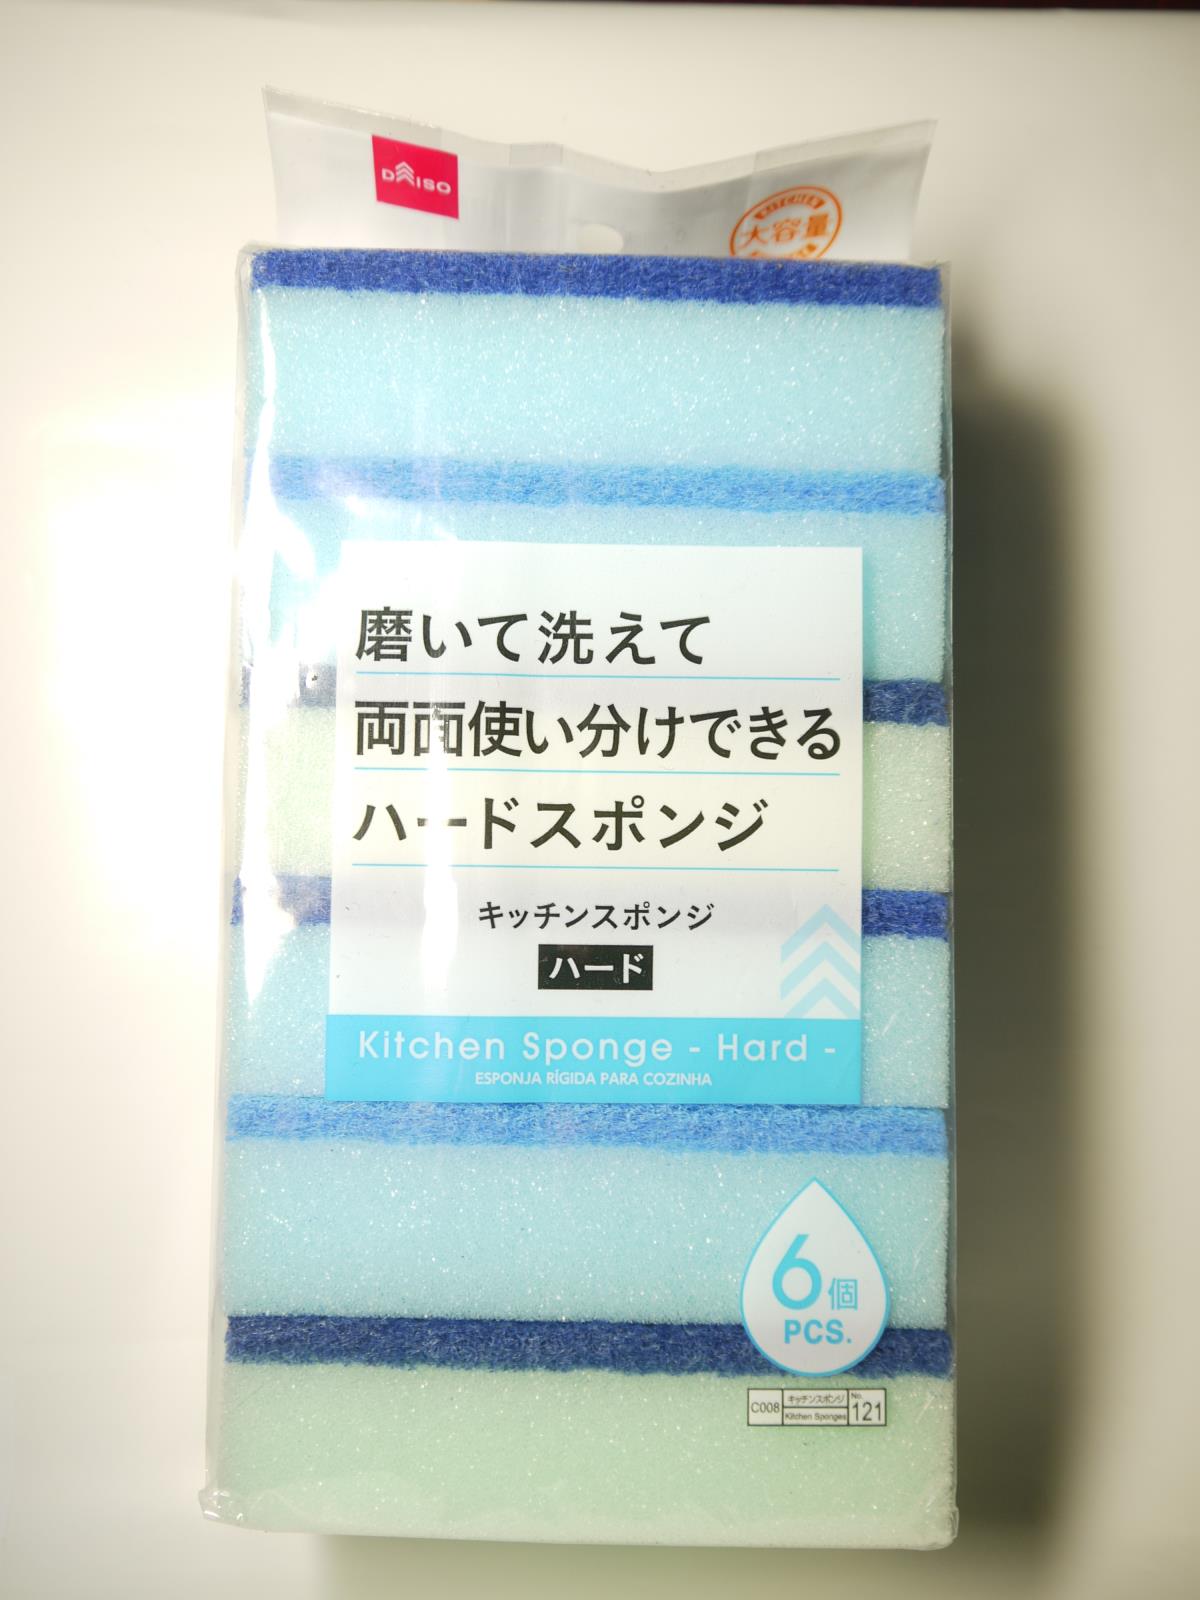 DAISO
KITCHEN
大容量
磨いて洗えて
両面使い分けできる
ハードスポンジ
キッチンスポンジ
ハード
Kitchen Sponge - Hard -
ESPONJA RÍGIDA PARA COZINHA
6個
PCS.
C008
キッチンスポンジ
Kitchen Sponges
No.
121